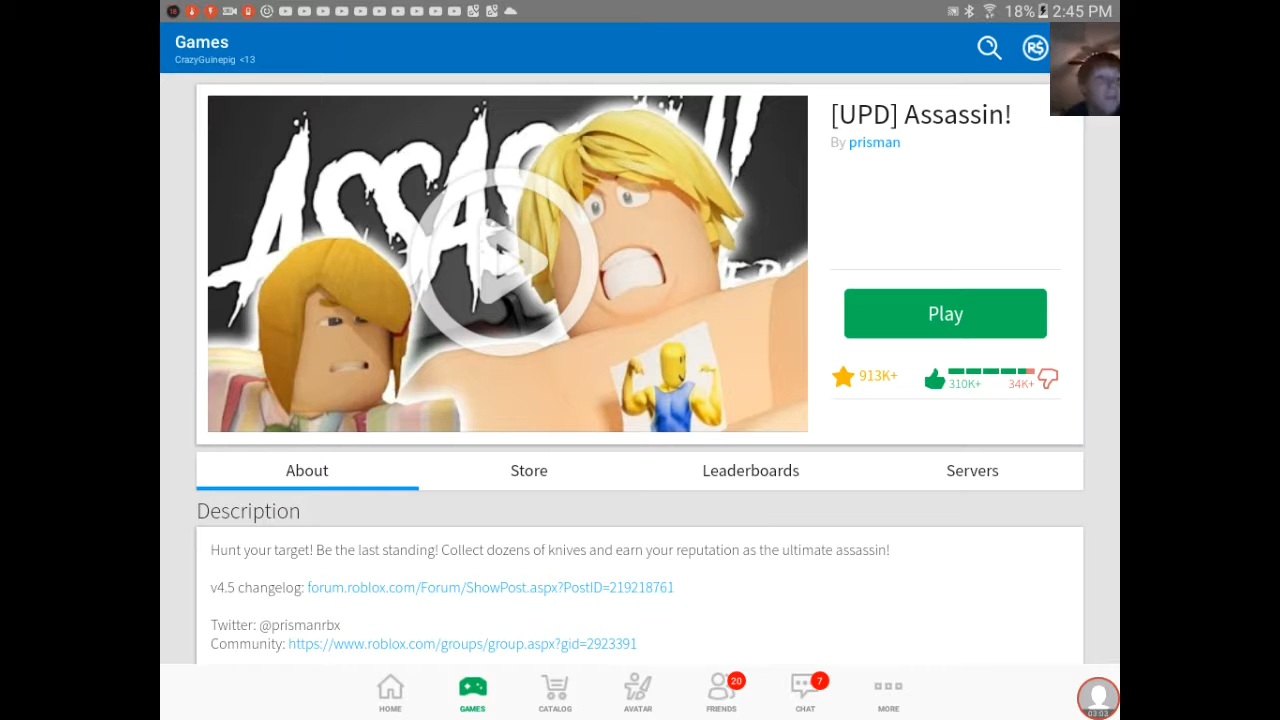 18% 2:45 PM
Games
CrazyGuinepig <13
R$
ASSASSIN!
[UPD] Assassin!
By prisman
Play
913K+
310K+
34K+
About
Store
Leaderboards
Servers
Description
Hunt your target! Be the last standing! Collect dozens of knives and earn your reputation as the ultimate assassin!
v4.5 changelog: forum.roblox.com/Forum/ShowPost.aspx?PostID=219218761
Twitter: @prismanrbx
Community: https://www.roblox.com/groups/group.aspx?gid=2923391
20
7
HOME
GAMES
CATALOG
AVATAR
FRIENDS
CHAT
MORE
03:03